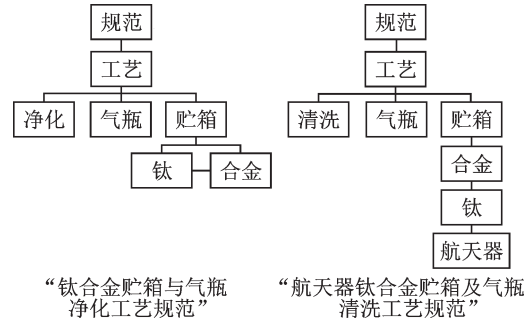 规范 规范
工艺 工艺
净化 气瓶 贮箱 清洗 气瓶 贮箱
合金
钛 合金
钛
航天器
“钛合金贮箱与气瓶
净化工艺规范”
“航天器钛合金贮箱及气瓶
清洗工艺规范”